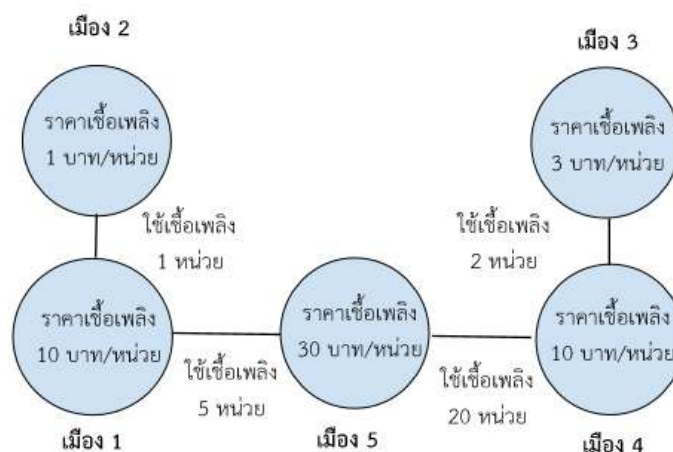 เมือง 2
เมือง 3
ราคาเชื้อเพลิง
1 บาท/หน่วย
ราคาเชื้อเพลิง
3 บาท/หน่วย
ใช้เชื้อเพลิง
1 หน่วย
ใช้เชื้อเพลิง
2 หน่วย
ราคาเชื้อเพลิง
10 บาท/หน่วย
ราคาเชื้อเพลิง
30 บาท/หน่วย
ราคาเชื้อเพลิง
10 บาท/หน่วย
ใช้เชื้อเพลิง
5 หน่วย
ใช้เชื้อเพลิง
20 หน่วย
เมือง 1
เมือง 5
เมือง 4